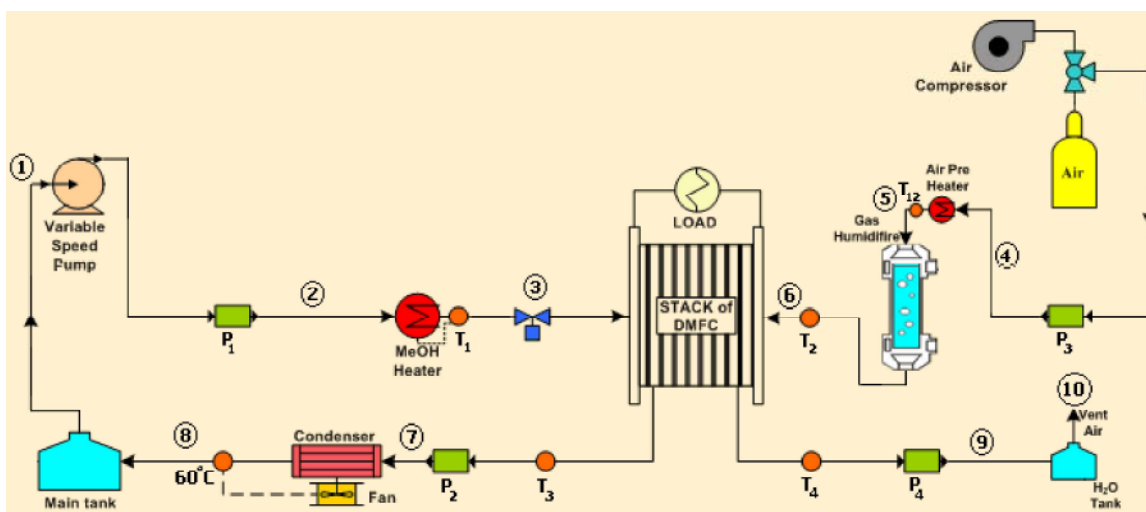 Air
Compressor
Air
1
Variable
Speed
Pump
LOAD
Air Pre
Heater
5
T12
Gas
Humidifire
4
2
3
6
STACK of
DMFC
P1
MeOH
Heater
T1
T2
P3
10
Vent
Air
8
Condenser
7
9
60°C
Fan
P2
T3
T4
P4
Main tank
H2O
Tank